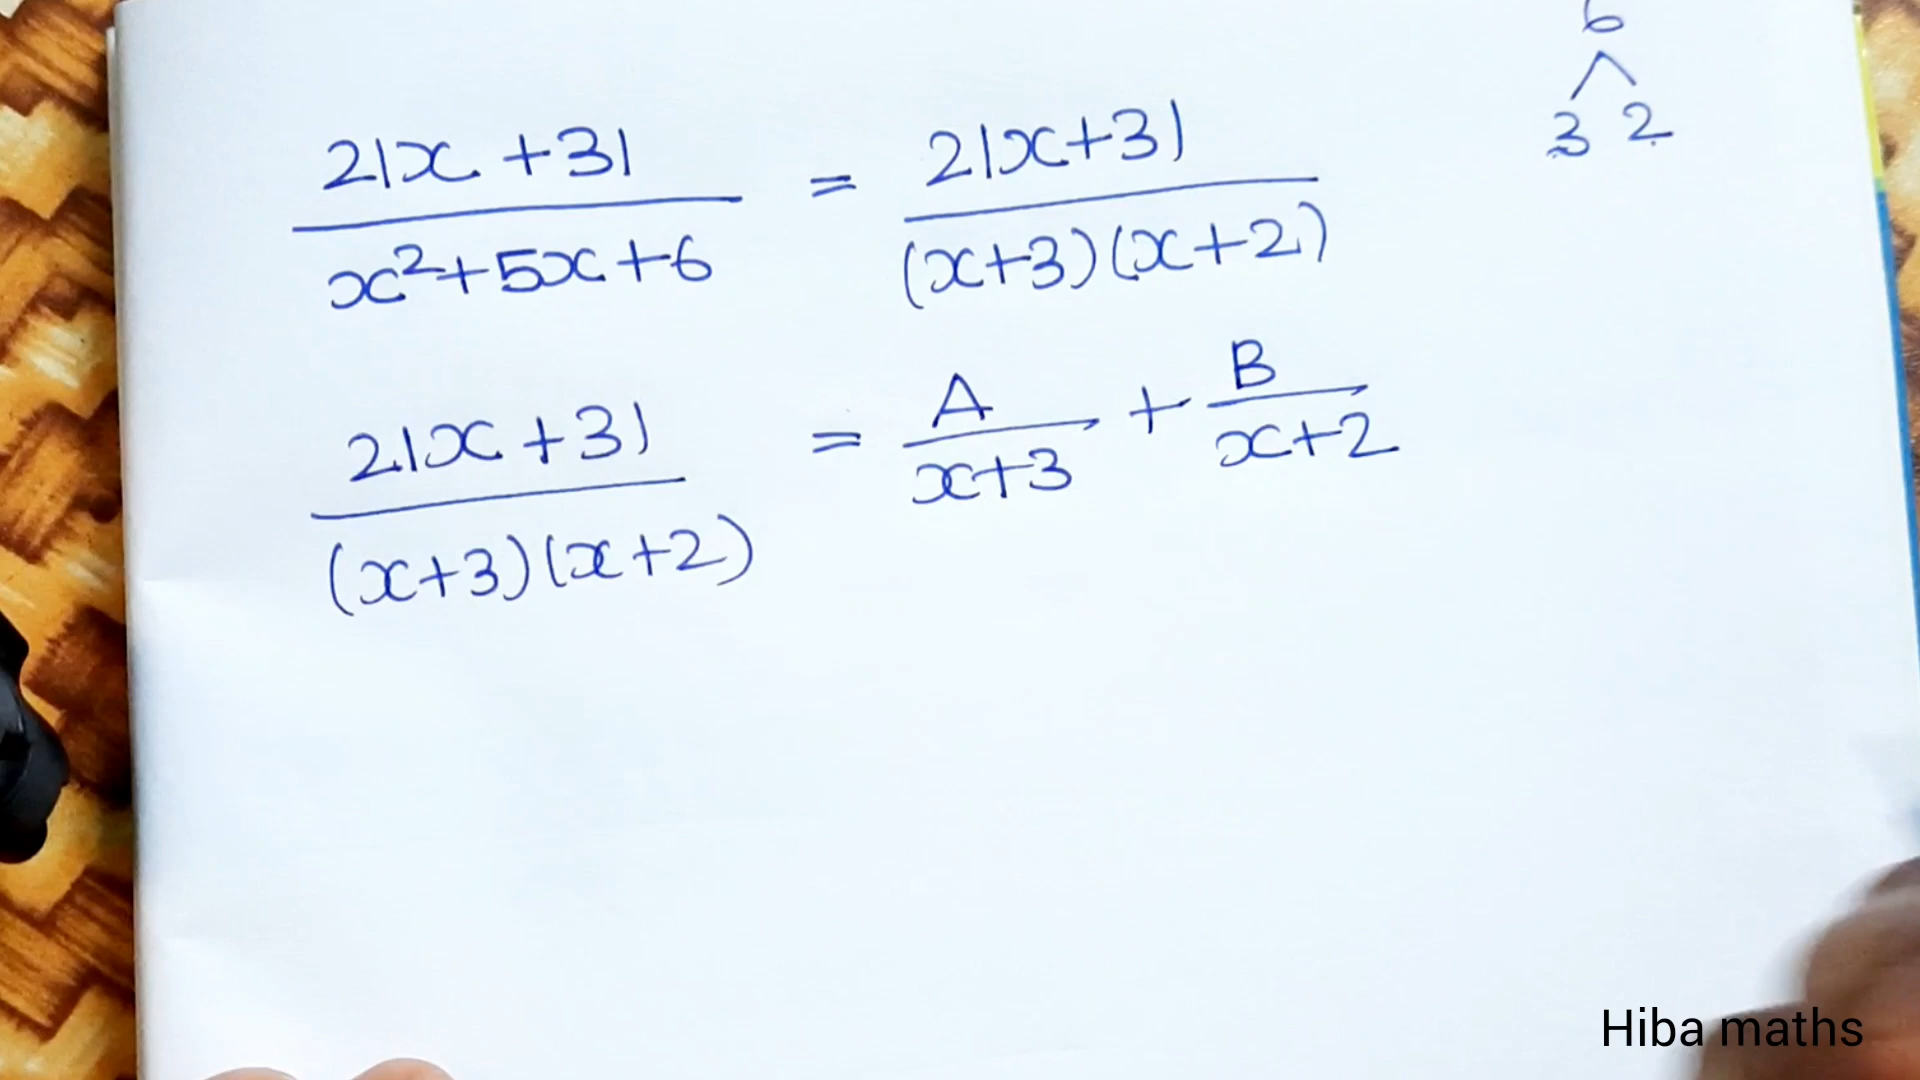 6
3 2
21x + 31 / x²+5x+6 = 21x+31 / (x+3)(x+2)
21x + 31 / (x+3)(x+2) = A / x+3 + B / x+2
Hiba maths